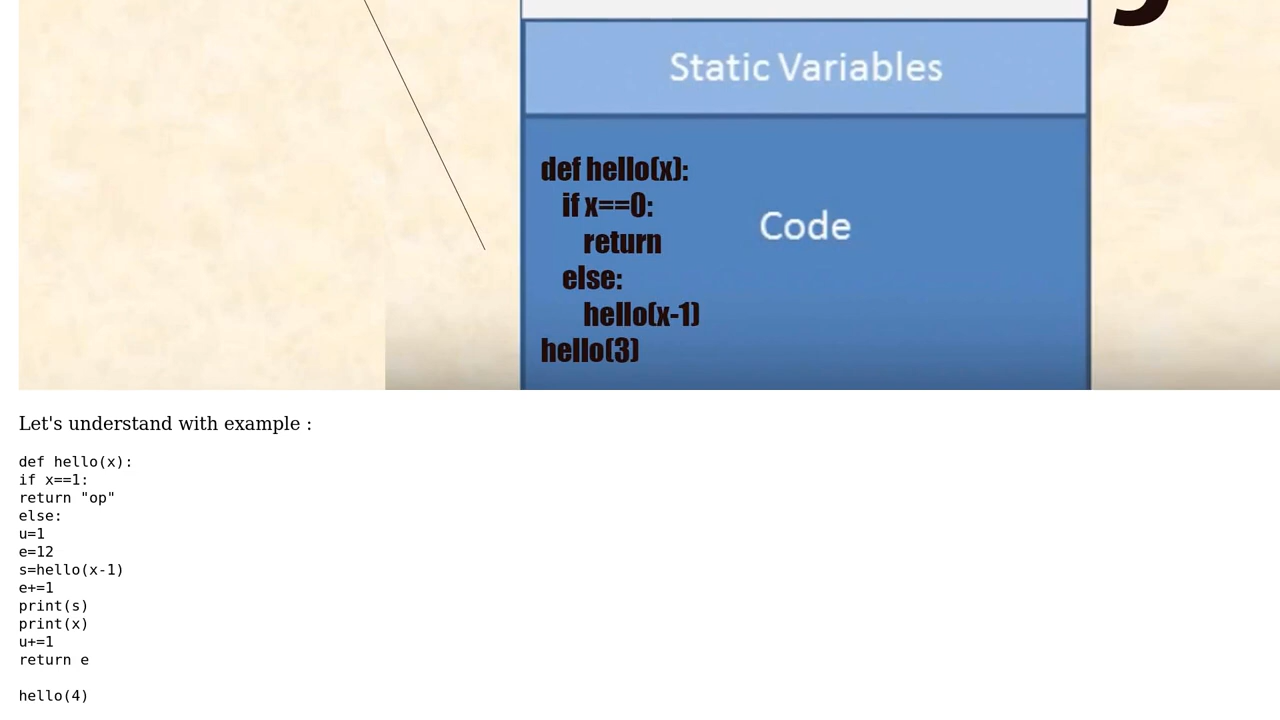 Static Variables
def hello(x):
if x==0:
return
Code
else:
hello(x-1)
hello(3)
Let's understand with example :
def hello(x):
if x==1:
return "op"
else:
u=1
e=12
s=hello(x-1)
e+=1
print(s)
print(x)
u+=1
return e
hello(4)